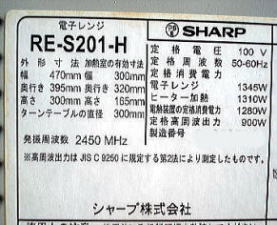 電子レンジ
RE-S201-H
外形寸法 加熱室の有効寸法
幅 470mm 幅 300mm
奥行き 395mm 奥行き 320mm
高さ 300mm 高さ 165mm
ターンテーブルの直径 300mm
発振周波数 2450 MHz
SHARP
定格電圧 100 V
定格周波数 50-60Hz
定格消費電力
電子レンジ 1345W
ヒーター加熱 1310W
電熱装置の定格消費電力 1280W
定格高周波出力 900W
製造番号
※高周波出力は JIS C 9250 に規定する第2法により測定したものです。
シャープ株式会社